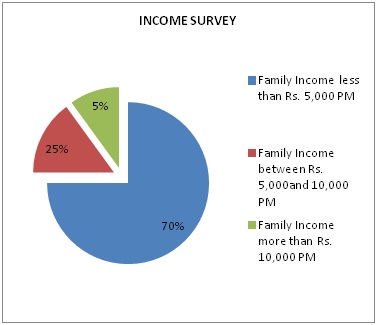 INCOME SURVEY
5%
25%
70%
Family Income less
than Rs. 5,000 PM
Family Income
between Rs.
5,000and 10,000
PM
Family Income
more than Rs.
10,000 PM